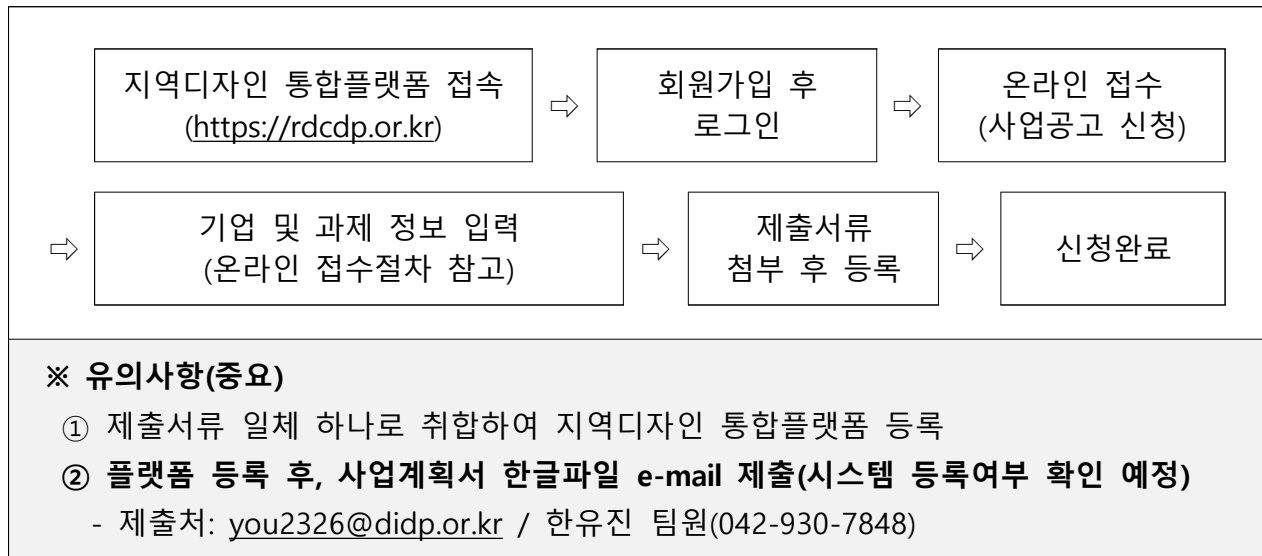 지역디자인 통합플랫폼 접속
(https://rdcdp.or.kr)
⇨
회원가입 후
로그인
⇨
온라인 접수
(사업공고 신청)
⇨
기업 및 과제 정보 입력
(온라인 접수절차 참고)
⇨
제출서류
첨부 후 등록
⇨
신청완료
※ 유의사항(중요)
① 제출서류 일체 하나로 취합하여 지역디자인 통합플랫폼 등록
② 플랫폼 등록 후, 사업계획서 한글파일 e-mail 제출(시스템 등록여부 확인 예정)
- 제출처: you2326@didp.or.kr / 한유진 팀원(042-930-7848)